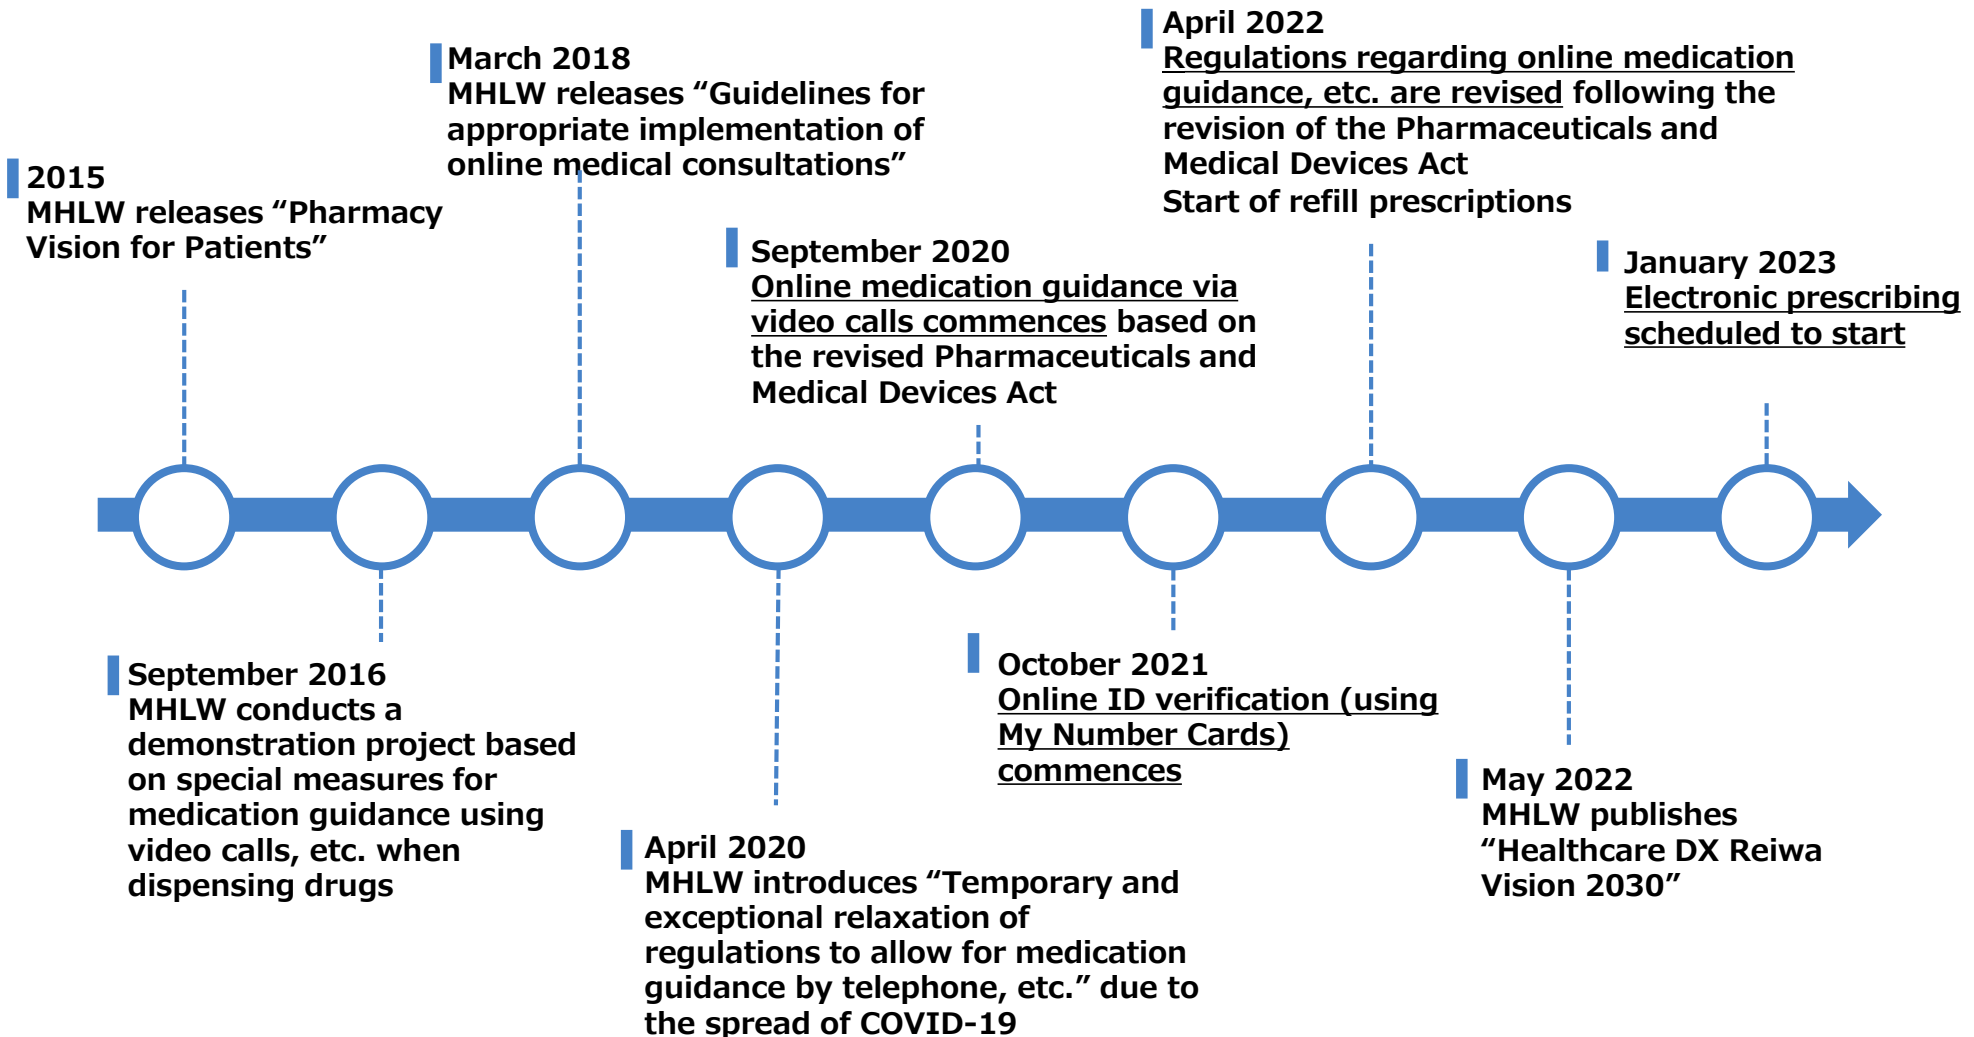 2015
MHLW releases “Pharmacy
Vision for Patients”
September 2016
MHLW conducts a
demonstration project based
on special measures for
medication guidance using
video calls, etc. when
dispensing drugs
March 2018
MHLW releases “Guidelines for
appropriate implementation of
online medical consultations”
April 2020
MHLW introduces “Temporary and
exceptional relaxation of
regulations to allow for medication
guidance by telephone, etc.” due to
the spread of COVID-19
September 2020
Online medication guidance via
video calls commences based on
the revised Pharmaceuticals and
Medical Devices Act
October 2021
Online ID verification (using
My Number Cards)
commences
April 2022
Regulations regarding online medication
guidance, etc. are revised following the
revision of the Pharmaceuticals and
Medical Devices Act
Start of refill prescriptions
May 2022
MHLW publishes
“Healthcare DX Reiwa
Vision 2030”
January 2023
Electronic prescribing
scheduled to start